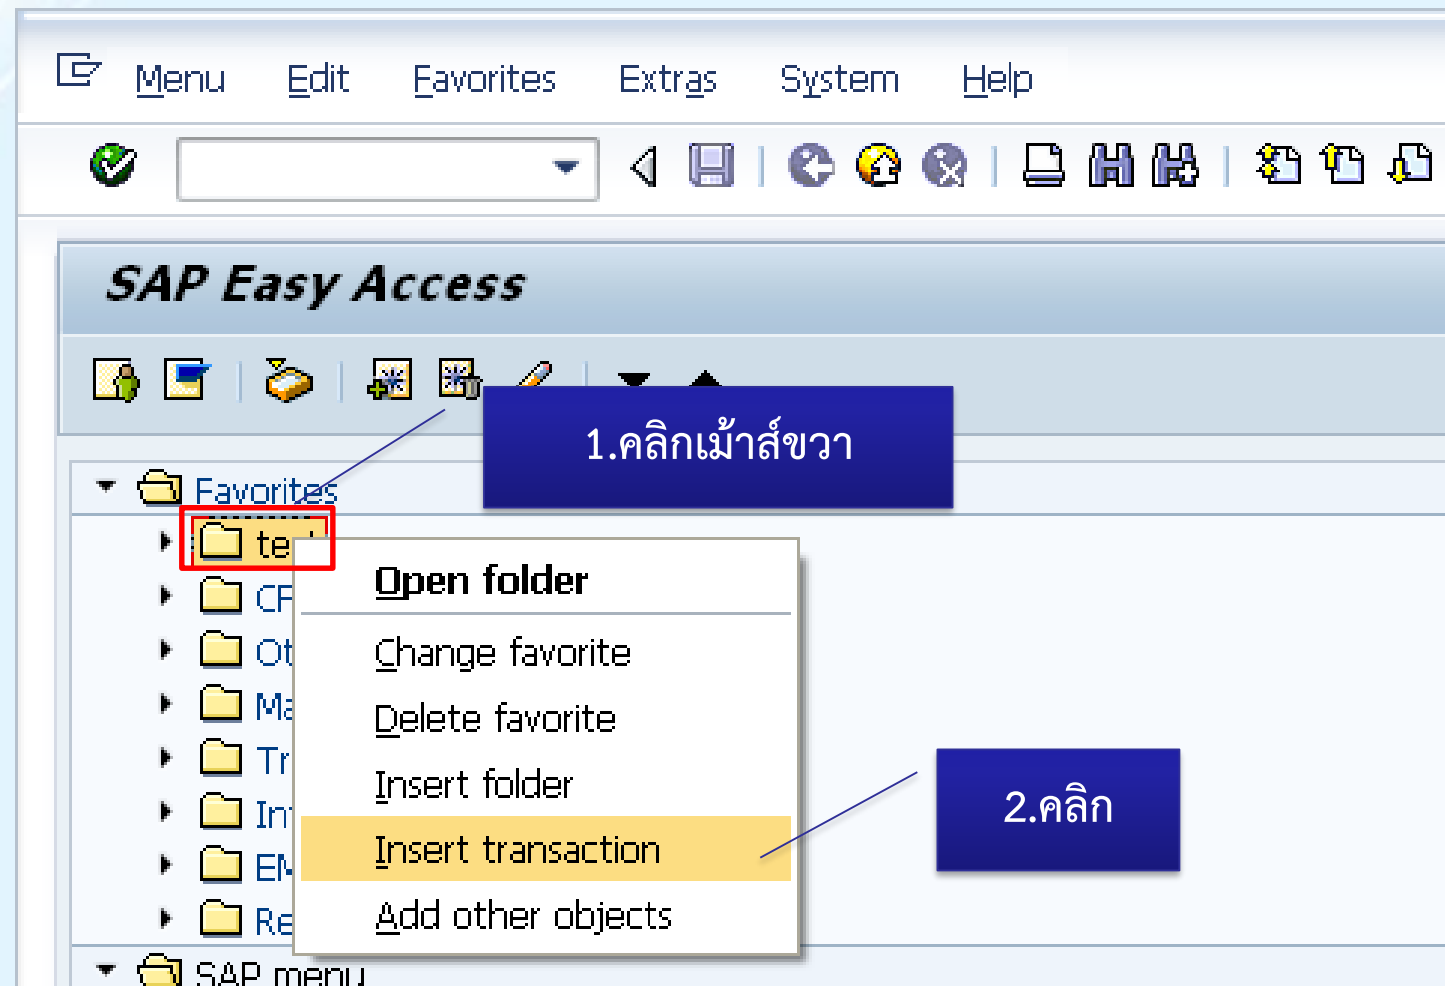 Menu Edit Favorites Extras System Help
SAP Easy Access
1.คลิกเม้าส์ขวา
Favorites
Open folder
Change favorite
Delete favorite
Insert folder
Insert transaction
2.คลิก
Add other objects
SAP menu